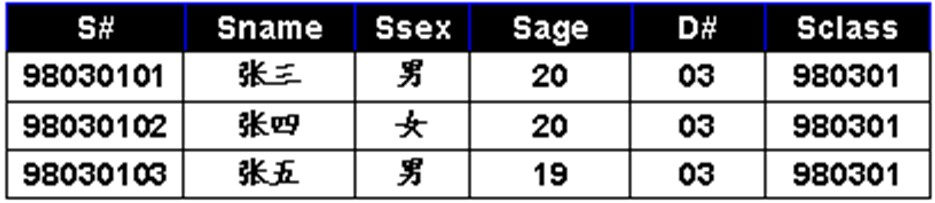 S# Sname Ssex Sage D# Sclass
98030101 张三 男 20 03 980301
98030102 张四 女 20 03 980301
98030103 张五 男 19 03 980301